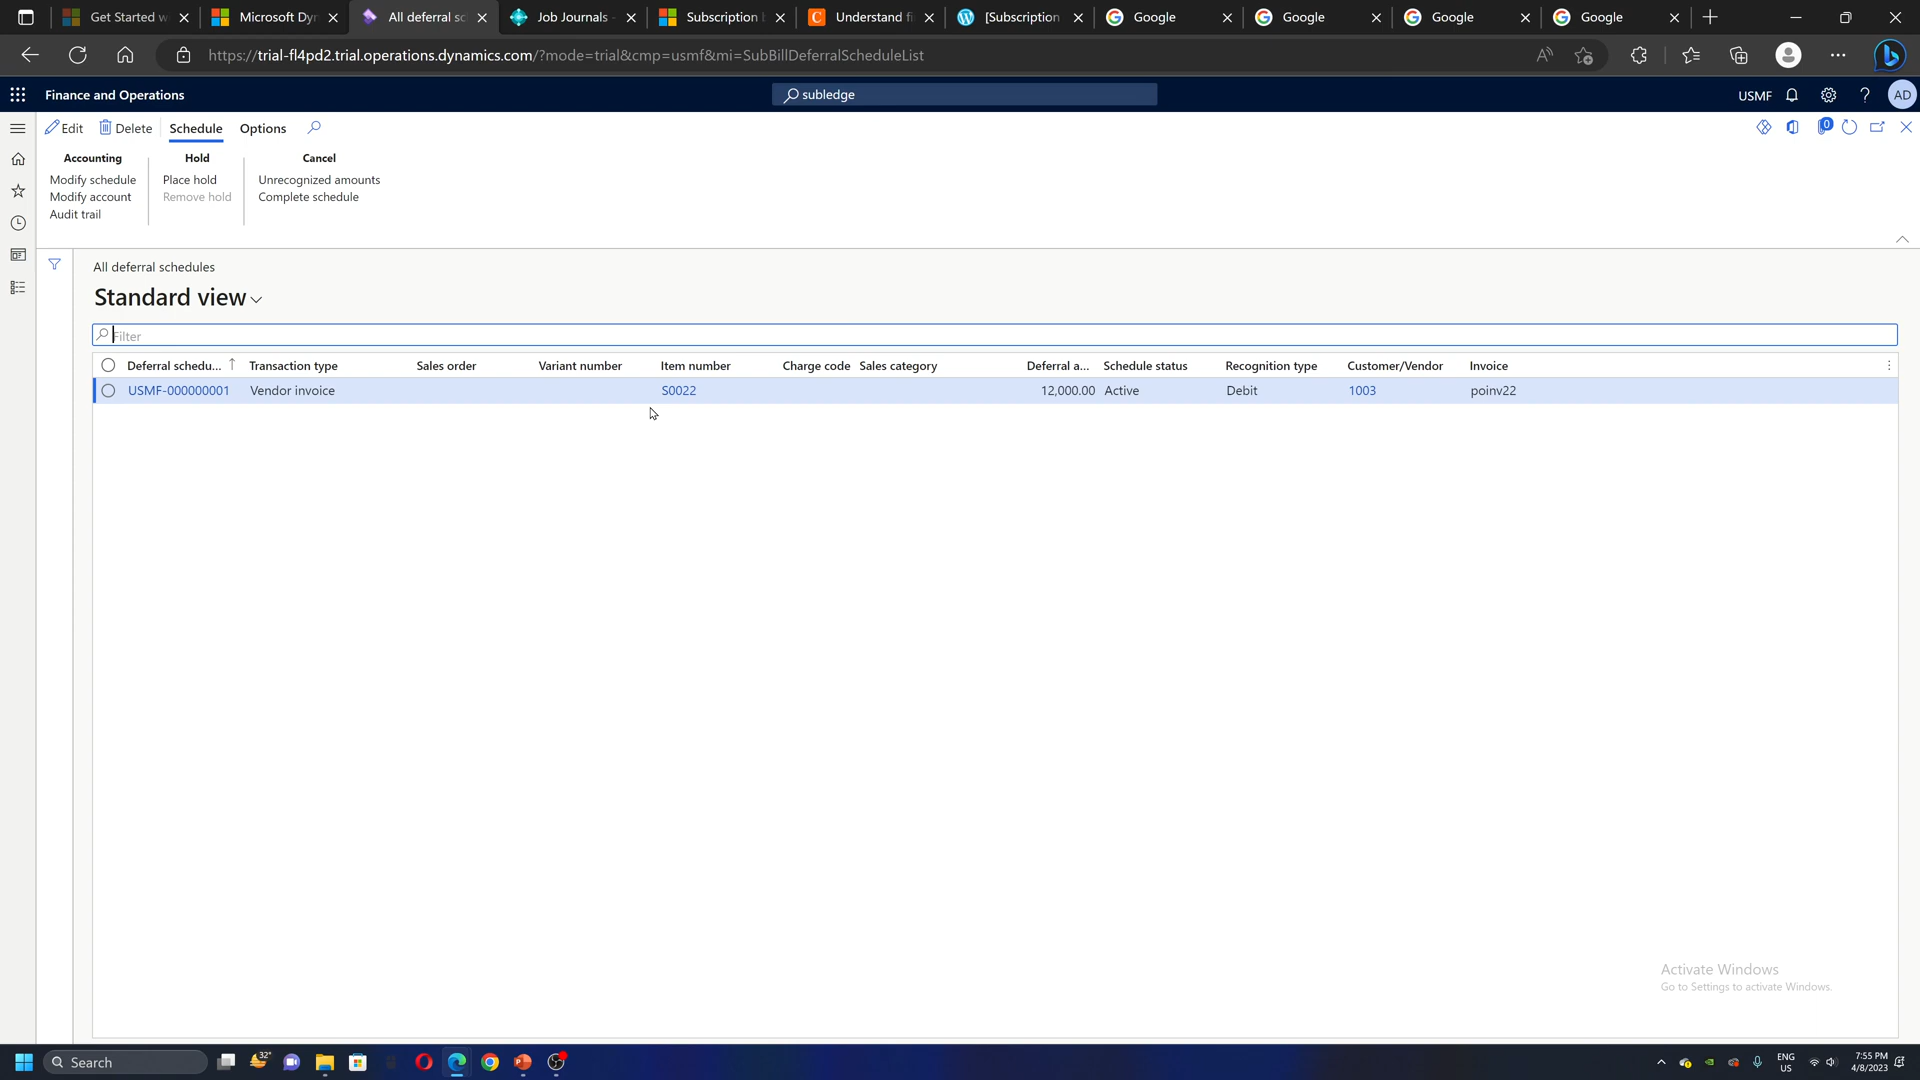 Get Started w
Microsoft Dyn
All deferral sc
Job Journals -
Subscription b
Understand fi
[Subscription
Google
Google
Google
Google
https://trial-fl4pd2.trial.operations.dynamics.com/?mode=trial&cmp=usmf&mi=SubBillDeferralScheduleList
Finance and Operations
subledge
USMF
AD
Edit
Delete
Schedule
Options
0
Accounting
Hold
Cancel
Modify schedule
Place hold
Unrecognized amounts
Modify account
Remove hold
Complete schedule
Audit trail
All deferral schedules
Standard view
Filter
Deferral schedu... Transaction type Sales order Variant number Item number Charge code Sales category Deferral a... Schedule status Recognition type Customer/Vendor Invoice
USMF-000000001 Vendor invoice S0022 12,000.00 Active Debit 1003 poinv22
Activate Windows
Go to Settings to activate Windows.
Search
32°
ENG
US
7:55 PM
4/8/2023